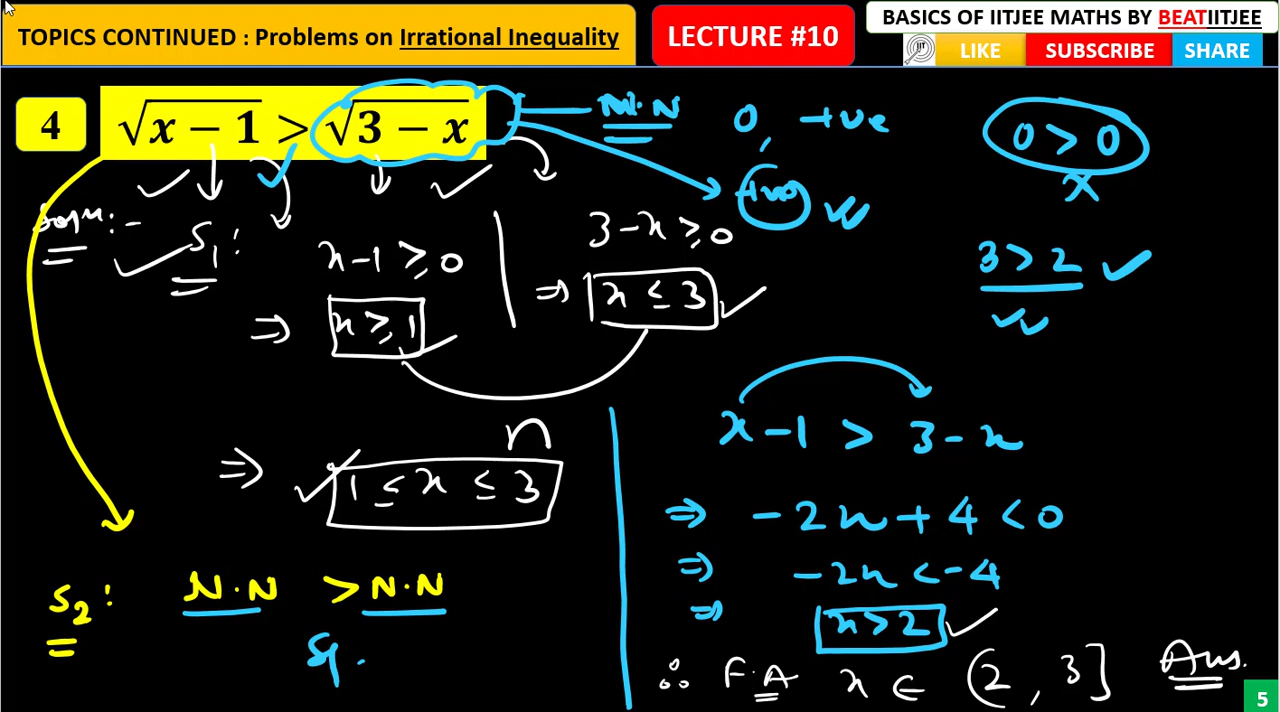 TOPICS CONTINUED : Problems on Irrational Inequality
LECTURE #10
BASICS OF IITJEE MATHS BY BEATIITJEE
LIKE
SUBSCRIBE
SHARE
4
√x − 1 > √3 − x
N.N 0, +ve
+ve
0 > 0
x
3 > 2 ✓
Soln:-
S1:
x-1 ≥ 0
⇒ x ≥ 1
3-x ≥ 0
⇒ x ≤ 3
n
⇒ 1 ≤ x ≤ 3
S2: N.N > N.N
Sq.
x-1 > 3-x
⇒ -2x + 4 < 0
⇒ -2x < -4
⇒ x > 2
∴ F.A x ∈ (2, 3] Ans.
5